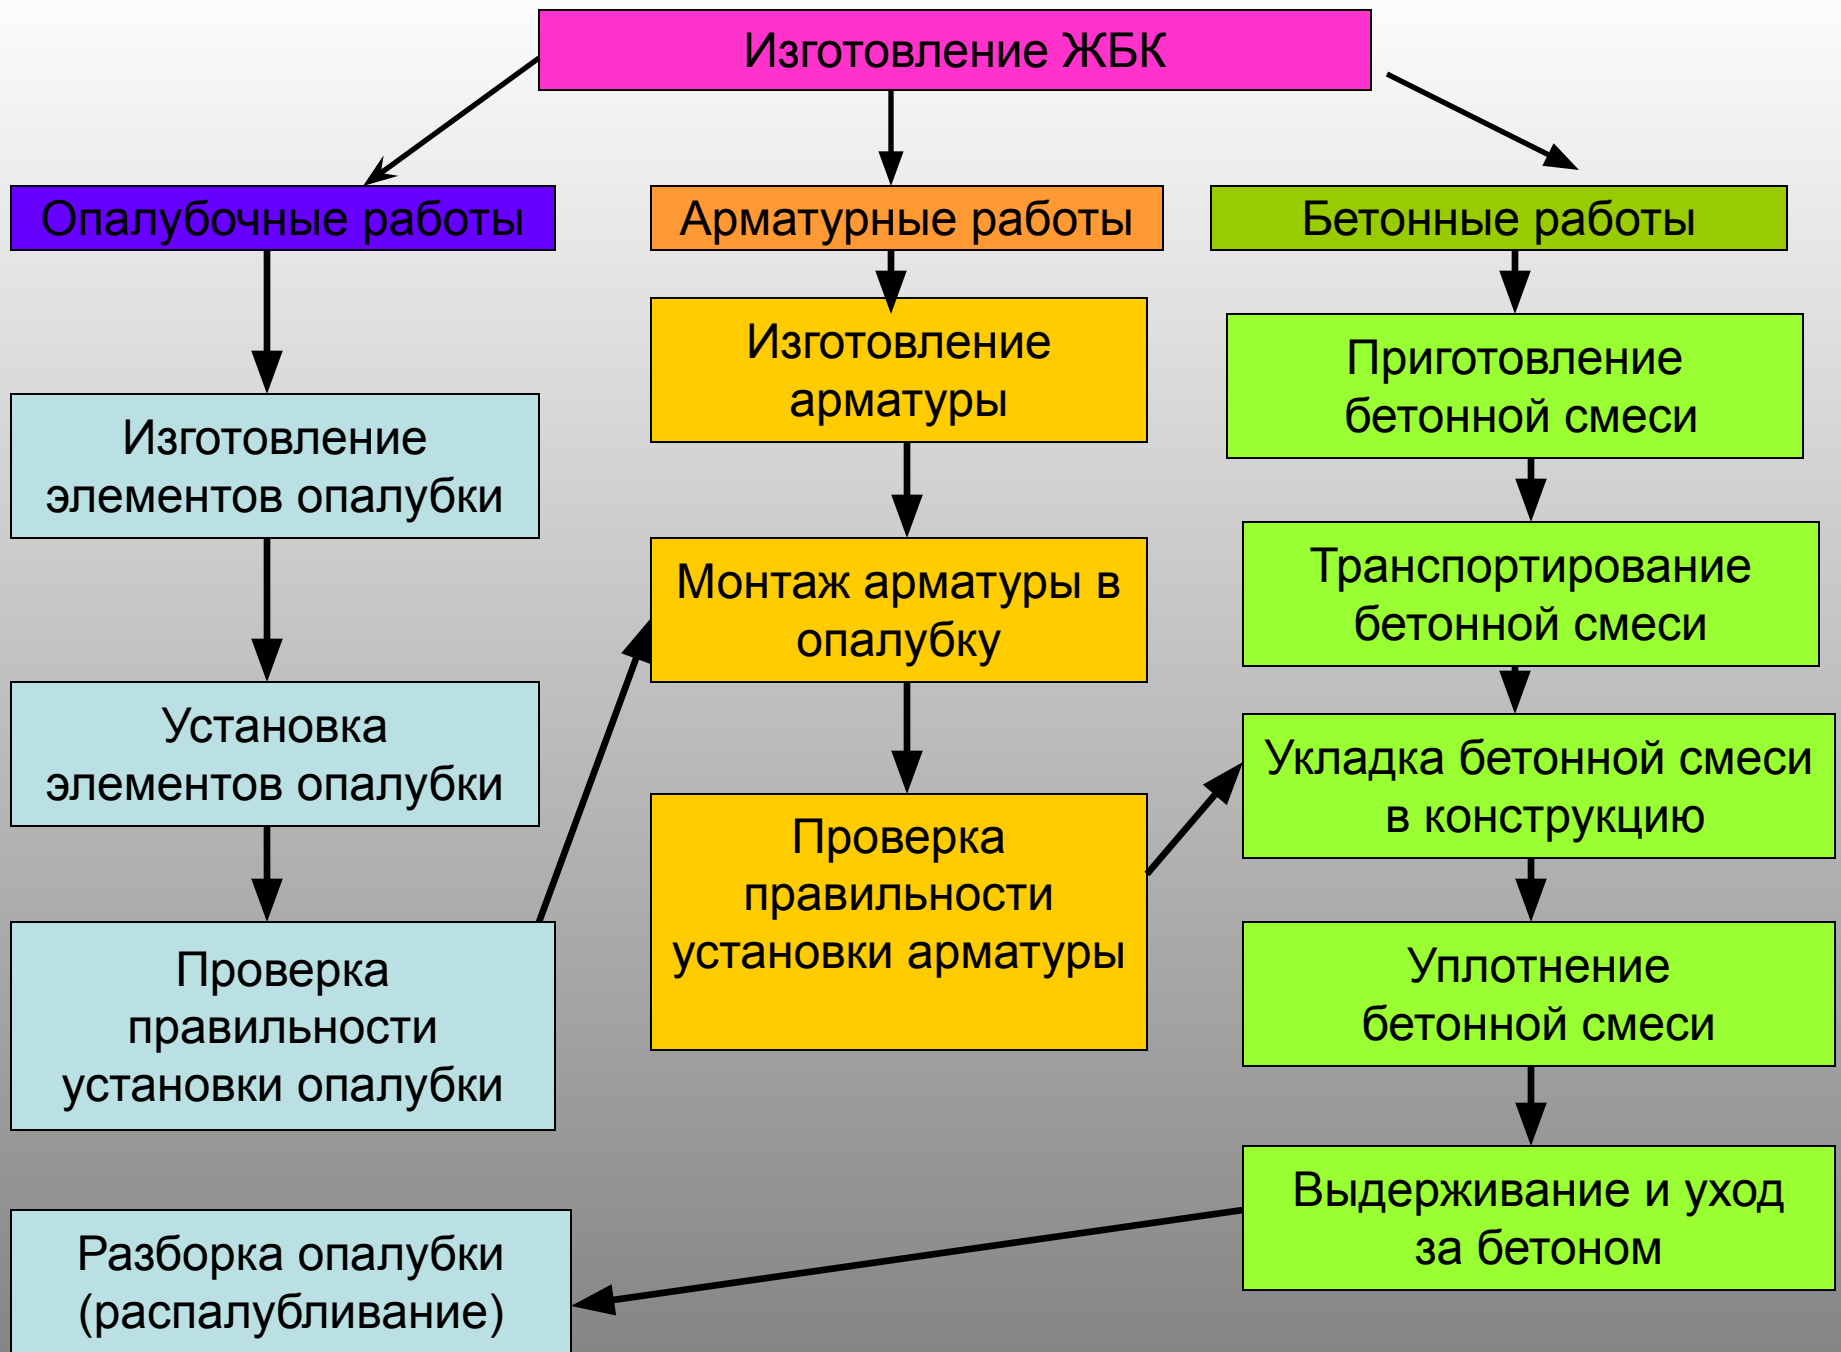 Изготовление ЖБК
Опалубочные работы
Арматурные работы
Бетонные работы
Изготовление
элементов опалубки
Установка
элементов опалубки
Проверка
правильности
установки опалубки
Изготовление
арматуры
Монтаж арматуры в
опалубку
Проверка
правильности
установки арматуры
Приготовление
бетонной смеси
Транспортирование
бетонной смеси
Укладка бетонной смеси
в конструкцию
Уплотнение
бетонной смеси
Выдерживание и уход
за бетоном
Разборка опалубки
(распалубливание)